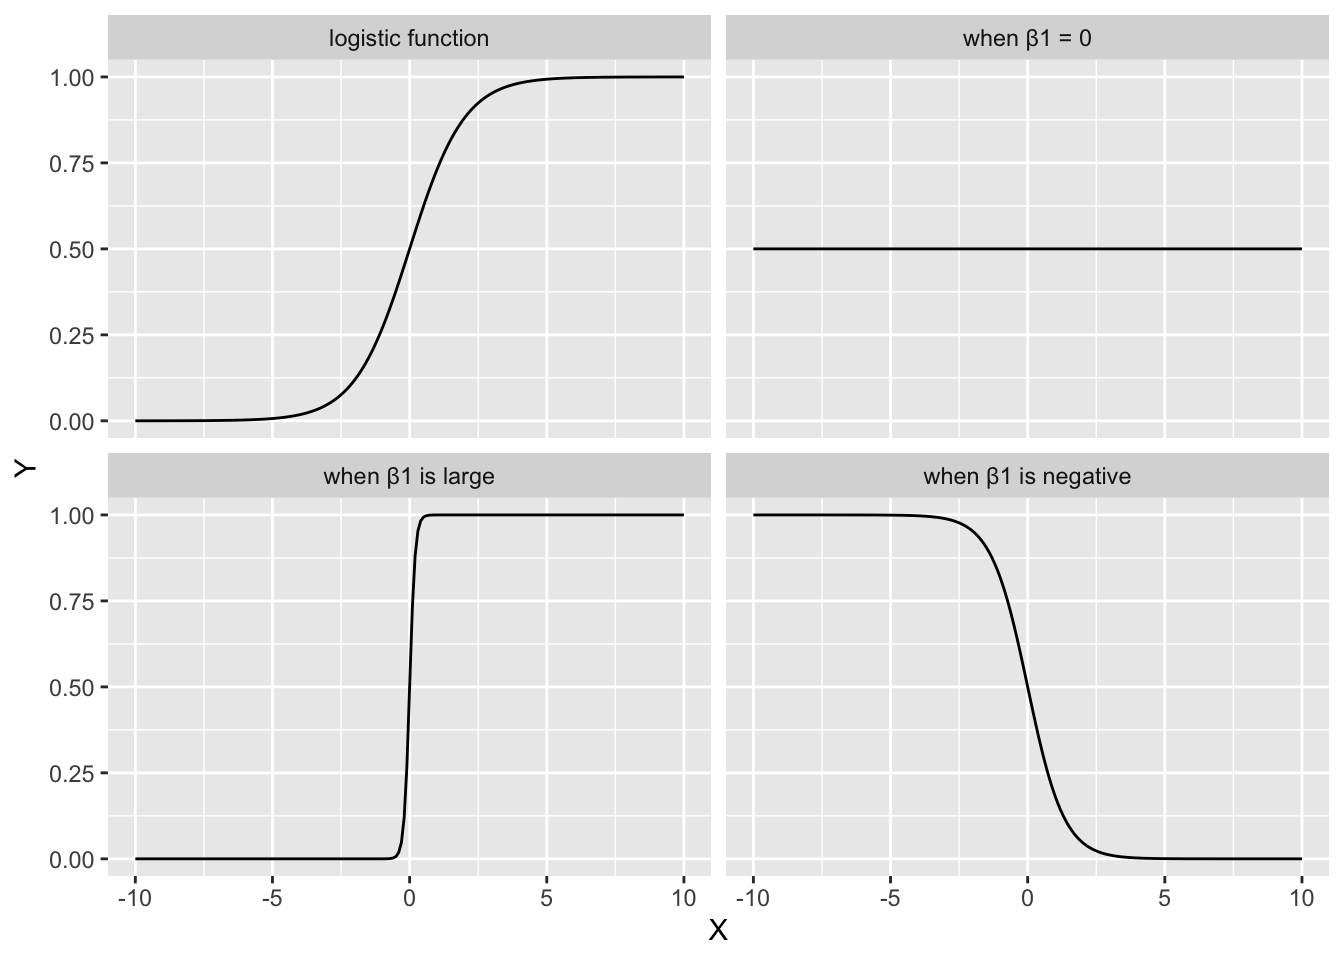 logistic function
when β1 = 0
1.00
0.75
0.50
0.25
0.00
Y
when β1 is large
when β1 is negative
1.00
0.75
0.50
0.25
0.00
-10 -5 0 5 10 -10 -5 0 5 10
X